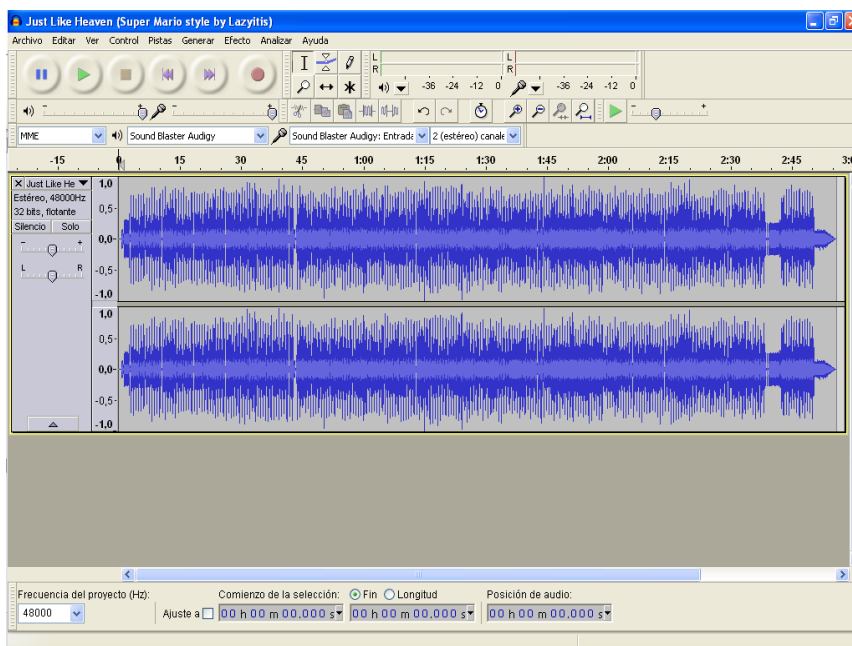 Just Like Heaven (Super Mario style by Lazyitis)
Archivo Editar Ver Control Pistas Generar Efecto Analizar Ayuda
L
R
-36 -24 -12 0
L
R
-36 -24 -12 0
MME
Sound Blaster Audigy
Sound Blaster Audigy: Entrada
2 (estéreo) canale
-15 0 15 30 45 1:00 1:15 1:30 1:45 2:00 2:15 2:30 2:45
Just Like He
Estéreo, 48000Hz
32 bits, flotante
Silencio Solo
- +
L R
1,0
0,5-
0,0-
-0,5-
-1,0
1,0
0,5-
0,0-
-0,5-
-1,0
Frecuencia del proyecto (Hz):
48000
Ajuste a
Comienzo de la selección: Fin Longitud
00 h 00 m 00,000 s 00 h 00 m 00,000 s
Posición de audio:
00 h 00 m 00,000 s